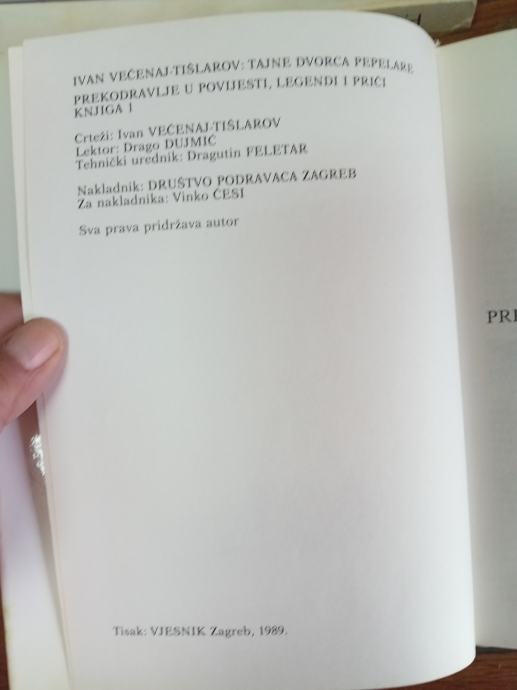 IVAN VEČENAJ-TIŠLAROV: TAJNE DVORCA PEPELARE
PREKODRAVLJE U POVIJESTI, LEGENDI I PRIČI
KNJIGA 1
Crteži: Ivan VEČENAJ-TIŠLAROV
Lektor: Drago DUJMIĆ
Tehnički urednik: Dragutin FELETAR
Nakladnik: DRUŠTVO PODRAVACA ZAGREB
Za nakladnika: Vinko ČESI
Sva prava pridržava autor
Tisak: VJESNIK Zagreb, 1989.